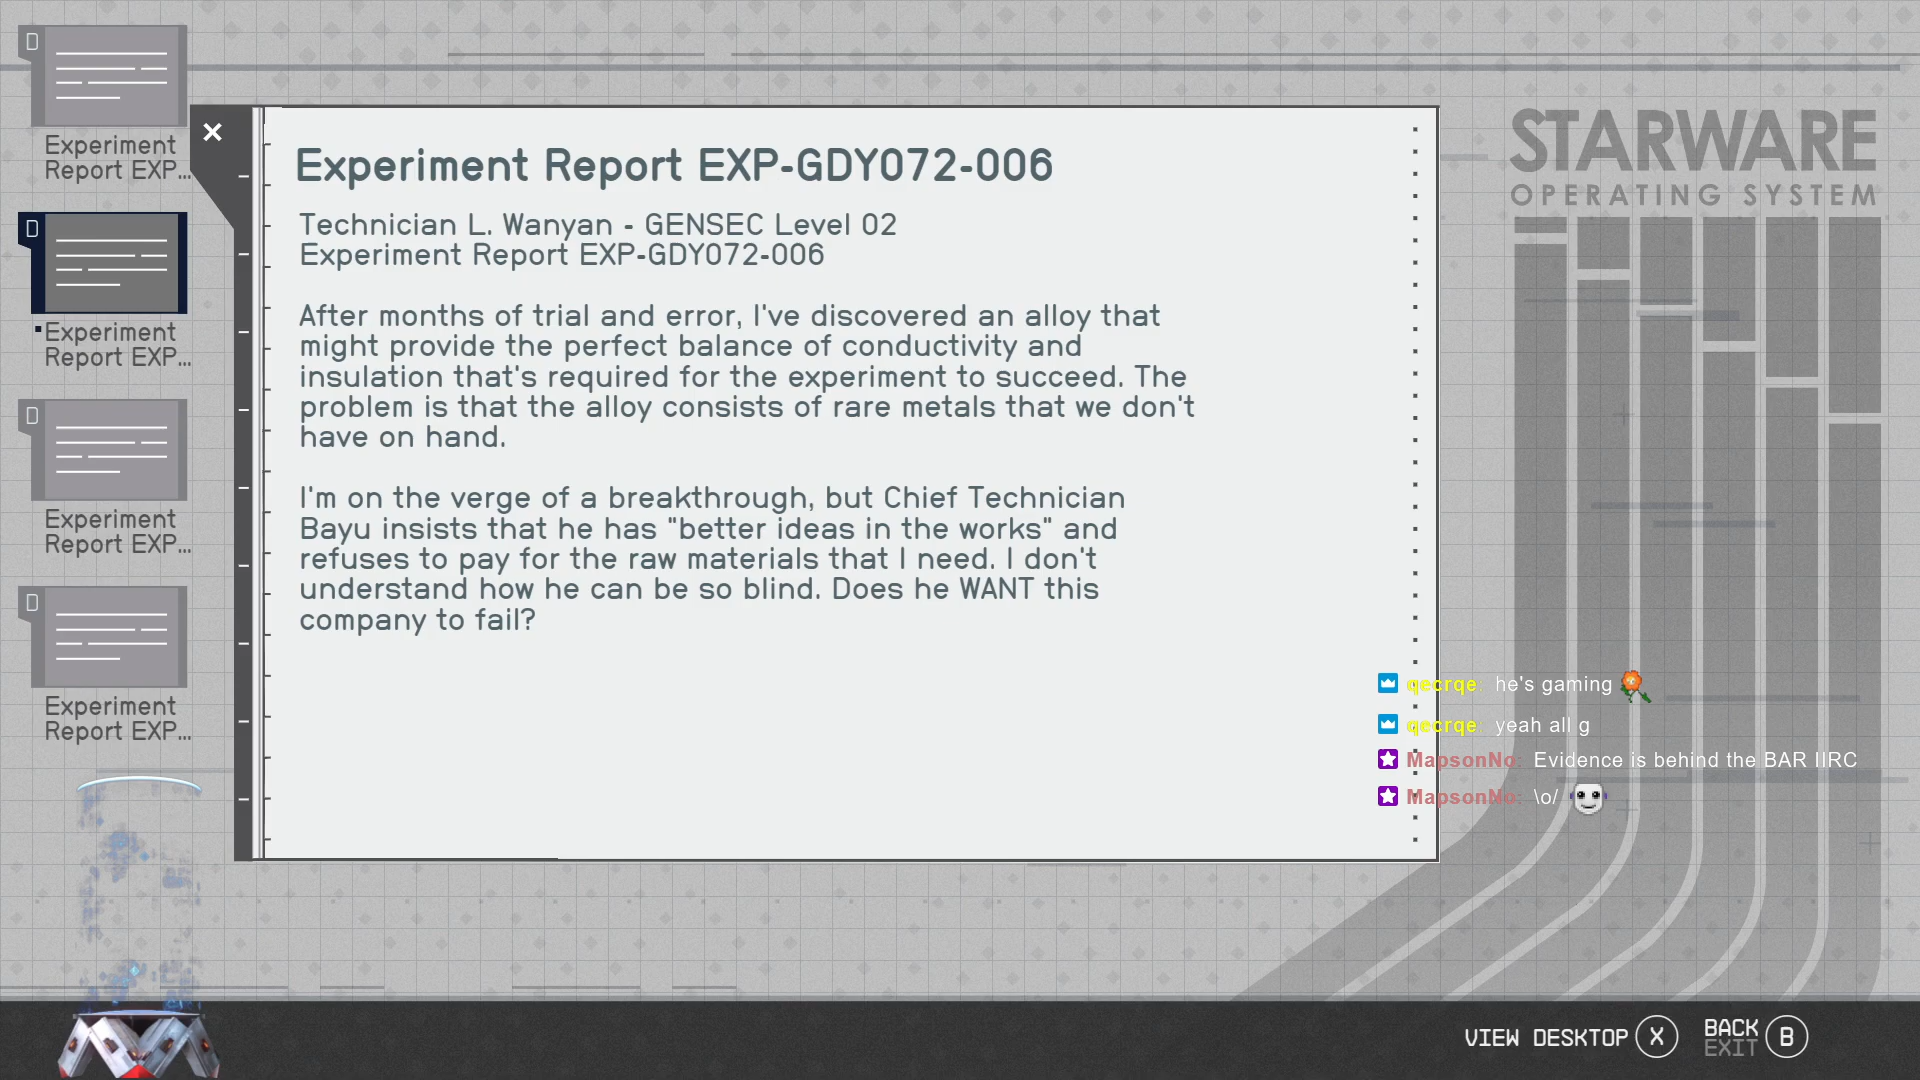 Experiment
Report EXP...
Experiment
Report EXP...
Experiment
Report EXP...
Experiment
Report EXP...
Experiment Report EXP-GDY072-006
Technician L. Wanyan - GENSEC Level 02
Experiment Report EXP-GDY072-006
After months of trial and error, I've discovered an alloy that
might provide the perfect balance of conductivity and
insulation that's required for the experiment to succeed. The
problem is that the alloy consists of rare metals that we don't
have on hand.
I'm on the verge of a breakthrough, but Chief Technician
Bayu insists that he has "better ideas in the works" and
refuses to pay for the raw materials that I need. I don't
understand how he can be so blind. Does he WANT this
company to fail?
STARWARE
OPERATING SYSTEM
qecrqe: he's gaming
qecrqe: yeah all g
MapsonNo: Evidence is behind the BAR IIRC
MapsonNo: \o/
VIEW DESKTOP X
BACK B
EXIT